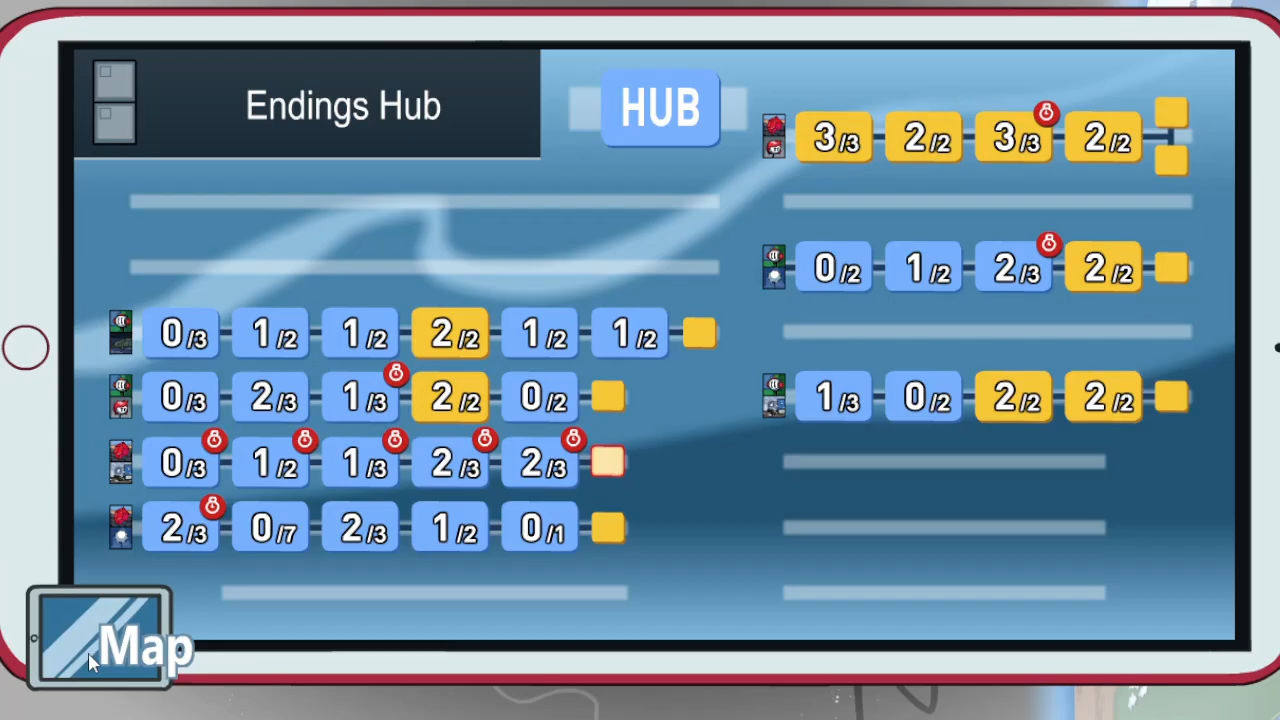 Endings Hub
HUB
3/3 2/2 3/3 2/2
0/2 1/2 2/3 2/2
0/3 1/2 1/2 2/2 1/2 1/2
0/3 2/3 1/3 2/2 0/2
1/3 0/2 2/2 2/2
0/3 1/2 1/3 2/3 2/3
2/3 0/7 2/3 1/2 0/1
Map